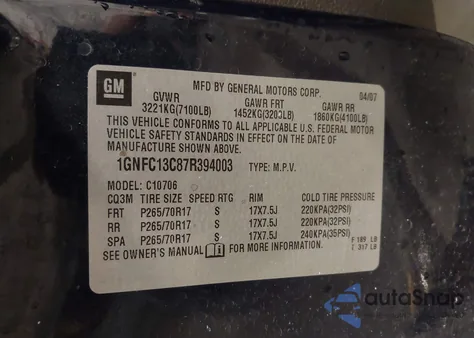 GM
MFD BY GENERAL MOTORS CORP. 04/07
GVWR GAWR FRT GAWR RR
3221KG(7100LB) 1452KG(3200LB) 1860KG(4100LB)
THIS VEHICLE CONFORMS TO ALL APPLICABLE U.S. FEDERAL MOTOR
VEHICLE SAFETY STANDARDS IN EFFECT ON THE DATE OF
MANUFACTURE SHOWN ABOVE.
1GNFC13C87R394003 TYPE: M.P.V.
MODEL: C10706
CQ3M TIRE SIZE SPEED RTG RIM COLD TIRE PRESSURE
FRT P265/70R17 S 17X7.5J 220KPA(32PSI)
RR P265/70R17 S 17X7.5J 220KPA(32PSI)
SPA P265/70R17 S 17X7.5J 240KPA(35PSI)
SEE OWNER'S MANUAL FOR MORE INFORMATION.
F 189 LB
autoSnap